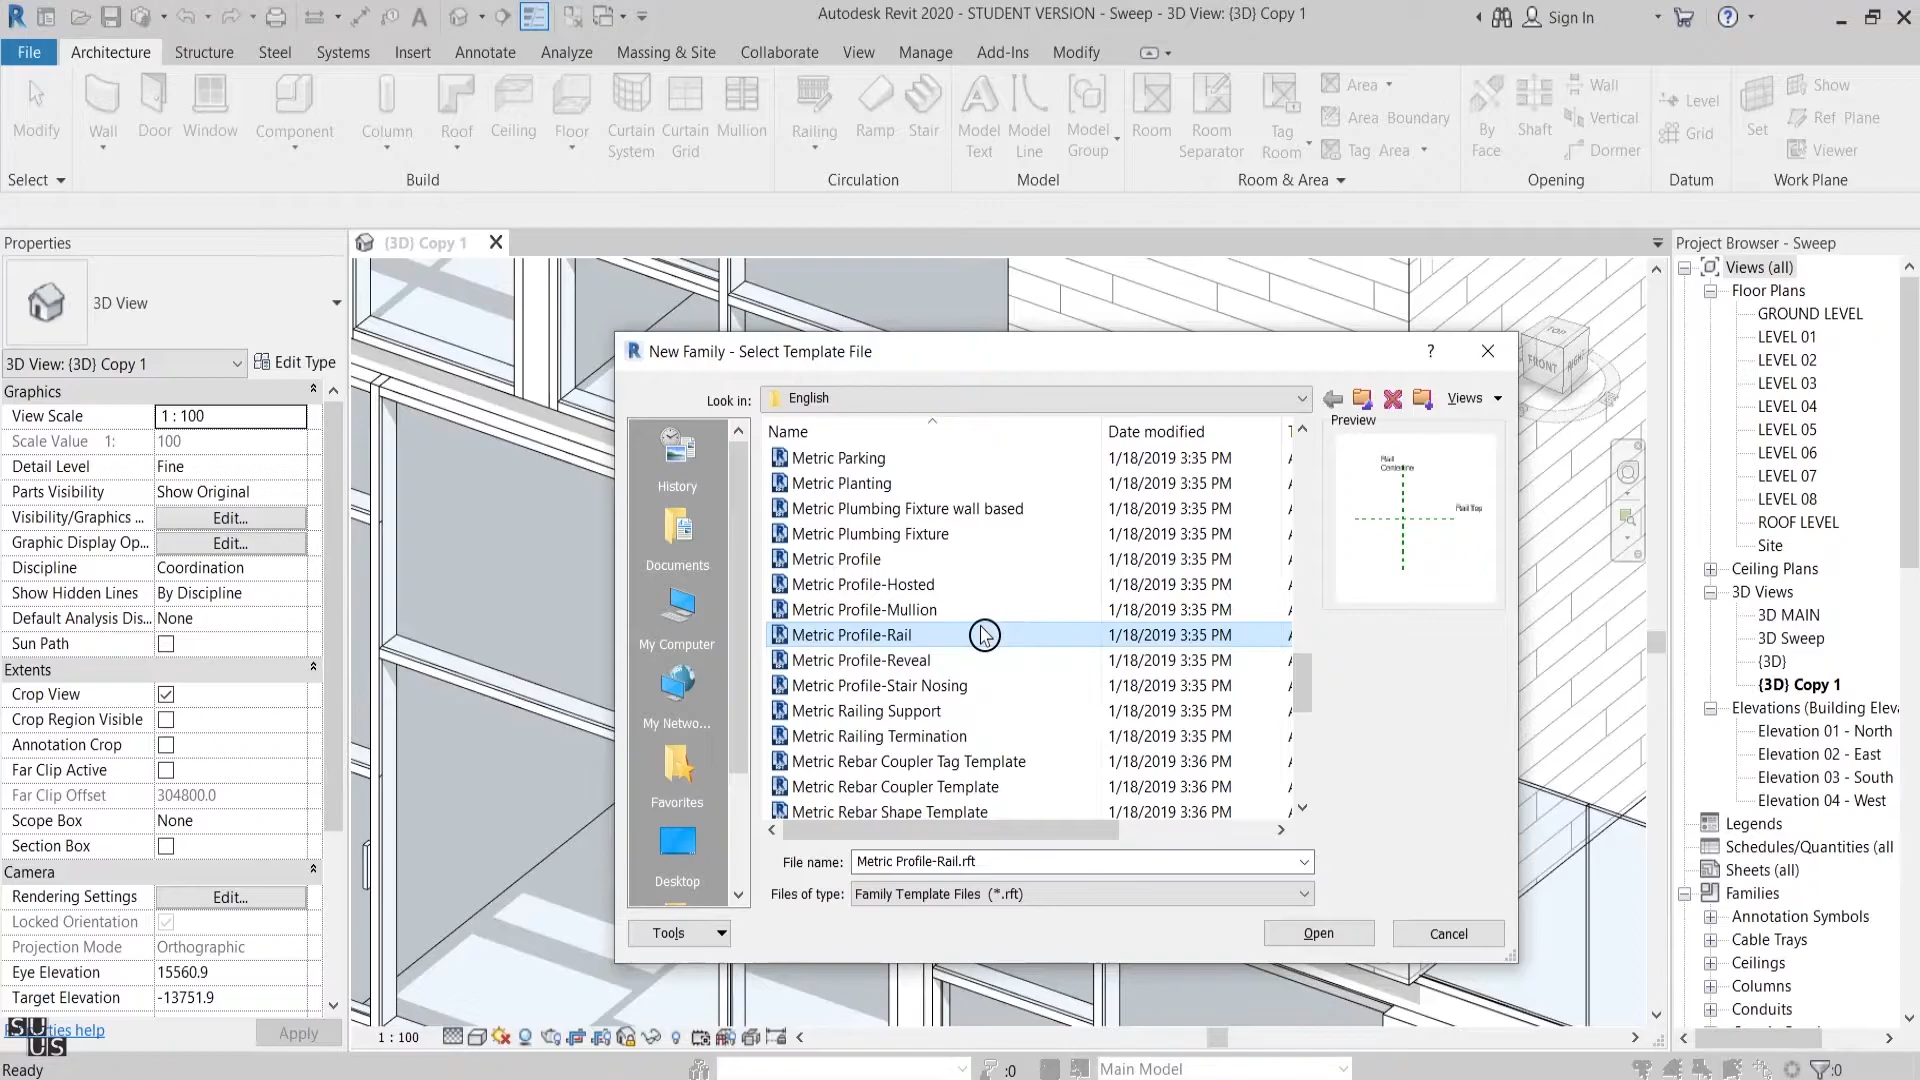 Autodesk Revit 2020 - STUDENT VERSION - Sweep - 3D View: {3D} Copy 1
Sign In
File Architecture Structure Steel Systems Insert Annotate Analyze Massing & Site Collaborate View Manage Add-Ins Modify
Modify Wall Door Window Component Column Roof Ceiling Floor Curtain System Curtain Grid Mullion Railing Ramp Stair Model Text Model Line Model Group Room Room Separator Tag Room
Area
Area Boundary
Tag Area
By Face
Shaft
Wall
Vertical
Dormer
Level
Grid
Set
Show
Ref Plane
Viewer
Select Build Circulation Model Room & Area Opening Datum Work Plane
Properties
3D View
3D View: {3D} Copy 1 Edit Type
Graphics
View Scale 1 : 100
Scale Value 1: 100
Detail Level Fine
Parts Visibility Show Original
Visibility/Graphics ... Edit...
Graphic Display Op... Edit...
Discipline Coordination
Show Hidden Lines By Discipline
Default Analysis Dis... None
Sun Path
Extents
Crop View
Crop Region Visible
Annotation Crop
Far Clip Active
Far Clip Offset 304800.0
Scope Box None
Section Box
Camera
Rendering Settings Edit...
Locked Orientation
Projection Mode Orthographic
Eye Elevation 15560.9
Target Elevation -13751.9
ties help Apply
SU
US
Ready
{3D} Copy 1
TOP
FRONT
RIGHT
New Family - Select Template File
?
Look in: English
Views
Preview
Name Date modified
Metric Parking 1/18/2019 3:35 PM
Metric Planting 1/18/2019 3:35 PM
Metric Plumbing Fixture wall based 1/18/2019 3:35 PM
Metric Plumbing Fixture 1/18/2019 3:35 PM
Metric Profile 1/18/2019 3:35 PM
Metric Profile-Hosted 1/18/2019 3:35 PM
Metric Profile-Mullion 1/18/2019 3:35 PM
Metric Profile-Rail 1/18/2019 3:35 PM
Metric Profile-Reveal 1/18/2019 3:35 PM
Metric Profile-Stair Nosing 1/18/2019 3:35 PM
Metric Railing Support 1/18/2019 3:35 PM
Metric Railing Termination 1/18/2019 3:35 PM
Metric Rebar Coupler Tag Template 1/18/2019 3:36 PM
Metric Rebar Coupler Template 1/18/2019 3:36 PM
Metric Rebar Shape Template 1/18/2019 3:36 PM
History
Documents
My Computer
My Netwo...
Favorites
Desktop
Rail
Centerline
Rail Top
File name: Metric Profile-Rail.rft
Files of type: Family Template Files (*.rft)
Tools Open Cancel
1 : 100
:0
Main Model
:0
Project Browser - Sweep
Views (all)
Floor Plans
GROUND LEVEL
LEVEL 01
LEVEL 02
LEVEL 03
LEVEL 04
LEVEL 05
LEVEL 06
LEVEL 07
LEVEL 08
ROOF LEVEL
Site
Ceiling Plans
3D Views
3D MAIN
3D Sweep
{3D}
{3D} Copy 1
Elevations (Building Eleva
Elevation 01 - North
Elevation 02 - East
Elevation 03 - South
Elevation 04 - West
Legends
Schedules/Quantities (all
Sheets (all)
Families
Annotation Symbols
Cable Trays
Ceilings
Columns
Conduits